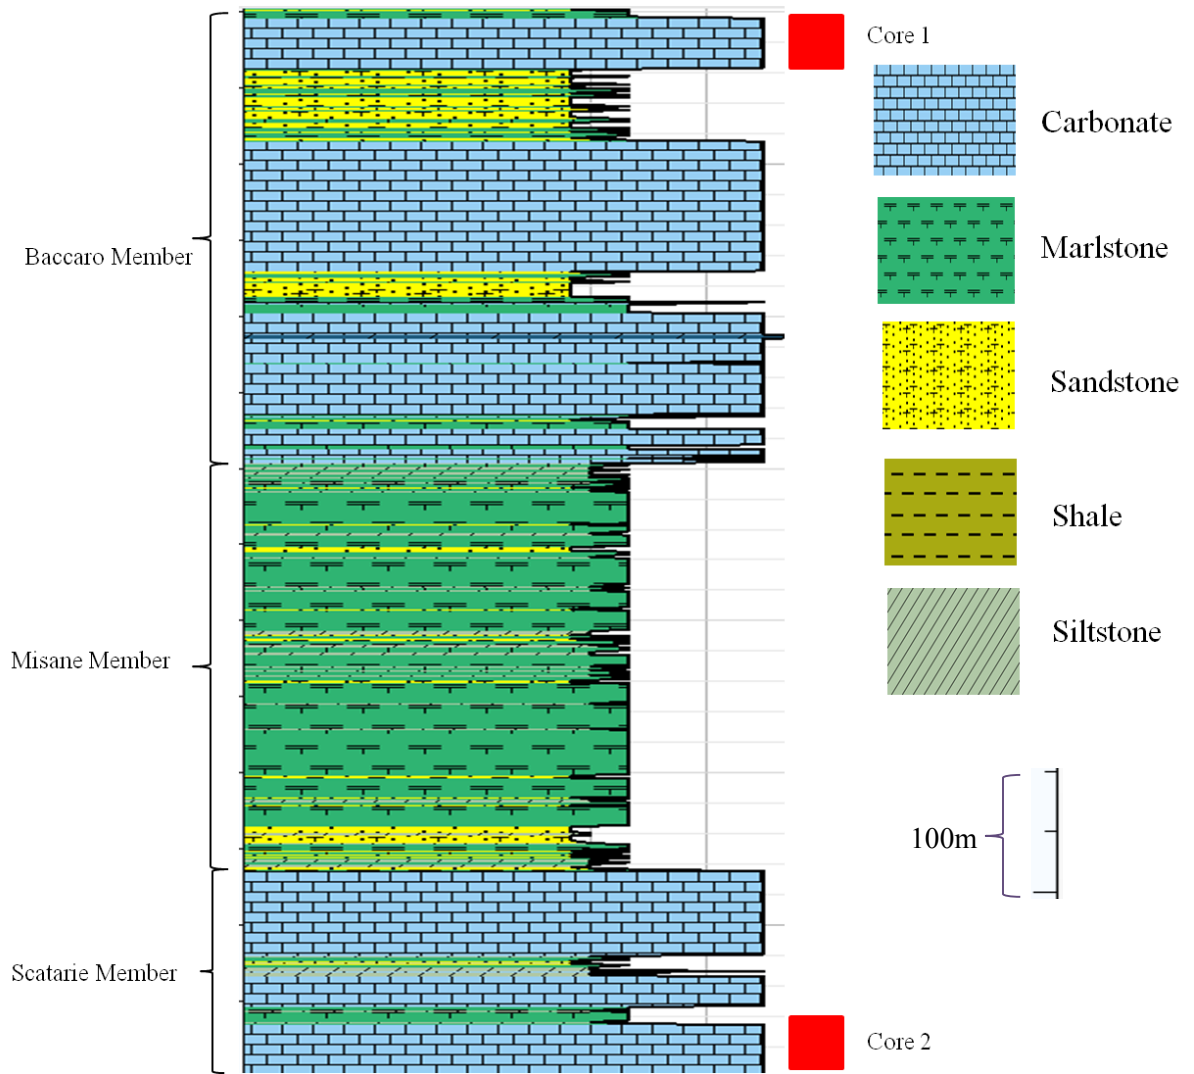 Core 1
Carbonate
Marlstone
Baccaro Member
Sandstone
Shale
Siltstone
Misane Member
100m
Scatarie Member
Core 2